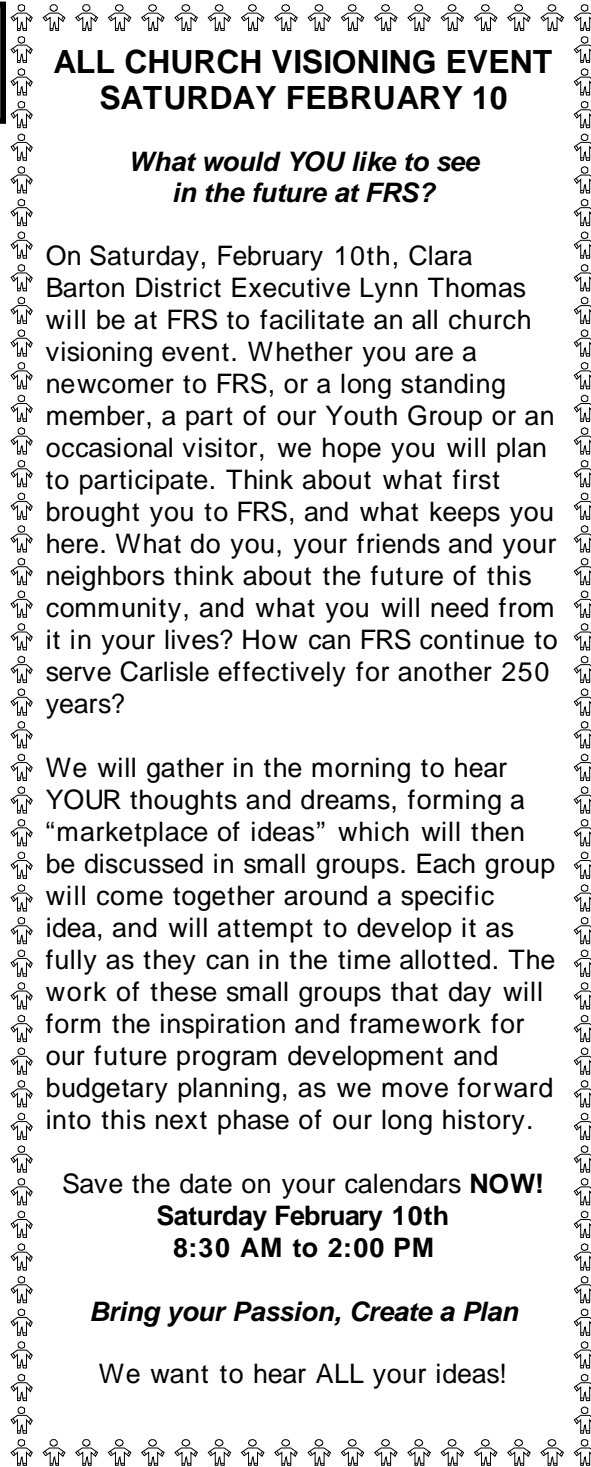 ALL CHURCH VISIONING EVENT
SATURDAY FEBRUARY 10
What would YOU like to see
in the future at FRS?
On Saturday, February 10th, Clara
Barton District Executive Lynn Thomas
will be at FRS to facilitate an all church
visioning event. Whether you are a
newcomer to FRS, or a long standing
member, a part of our Youth Group or an
occasional visitor, we hope you will plan
to participate. Think about what first
brought you to FRS, and what keeps you
here. What do you, your friends and your
neighbors think about the future of this
community, and what you will need from
it in your lives? How can FRS continue to
serve Carlisle effectively for another 250
years?
We will gather in the morning to hear
YOUR thoughts and dreams, forming a
“marketplace of ideas” which will then
be discussed in small groups. Each group
will come together around a specific
idea, and will attempt to develop it as
fully as they can in the time allotted. The
work of these small groups that day will
form the inspiration and framework for
our future program development and
budgetary planning, as we move forward
into this next phase of our long history.
Save the date on your calendars NOW!
Saturday February 10th
8:30 AM to 2:00 PM
Bring your Passion, Create a Plan
We want to hear ALL your ideas!